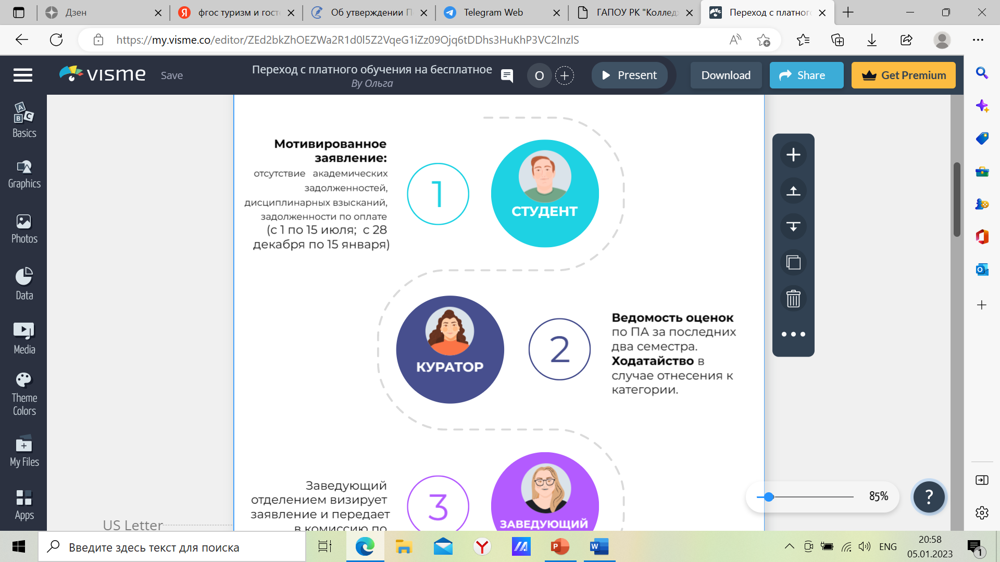 Дзен
фгос туризм и гост
Об утверждении П
Telegram Web
ГАПОУ РК "Коллед
Переход с платног
https://my.visme.co/editor/ZEd2bkZhOEZWa2R1d0l5Z2VqeG1iZz09Ojq6tDDhs3HuKhP3VC2lnzlS
visme
Save
Переход с платного обучения на бесплатное
By Ольга
O
Present
Download
Share
Get Premium
Basics
Graphics
Photos
Data
Media
Theme
Colors
My Files
Apps
Мотивированное
заявление:
отсутствие академических
задолженностей,
дисциплинарных взысканий,
задолженности по оплате
(с 1 по 15 июля; с 28
декабря по 15 января)
1
СТУДЕНТ
КУРАТОР
2
Ведомость оценок
по ПА за последних
два семестра.
Ходатайство в
случае отнесения к
категории.
Заведующий
отделением визирует
заявление и передает
в комиссию по
3
ЗАВЕДУЮЩИЙ
US Letter
85%
?
Введите здесь текст для поиска
ENG
20:58
05.01.2023
1